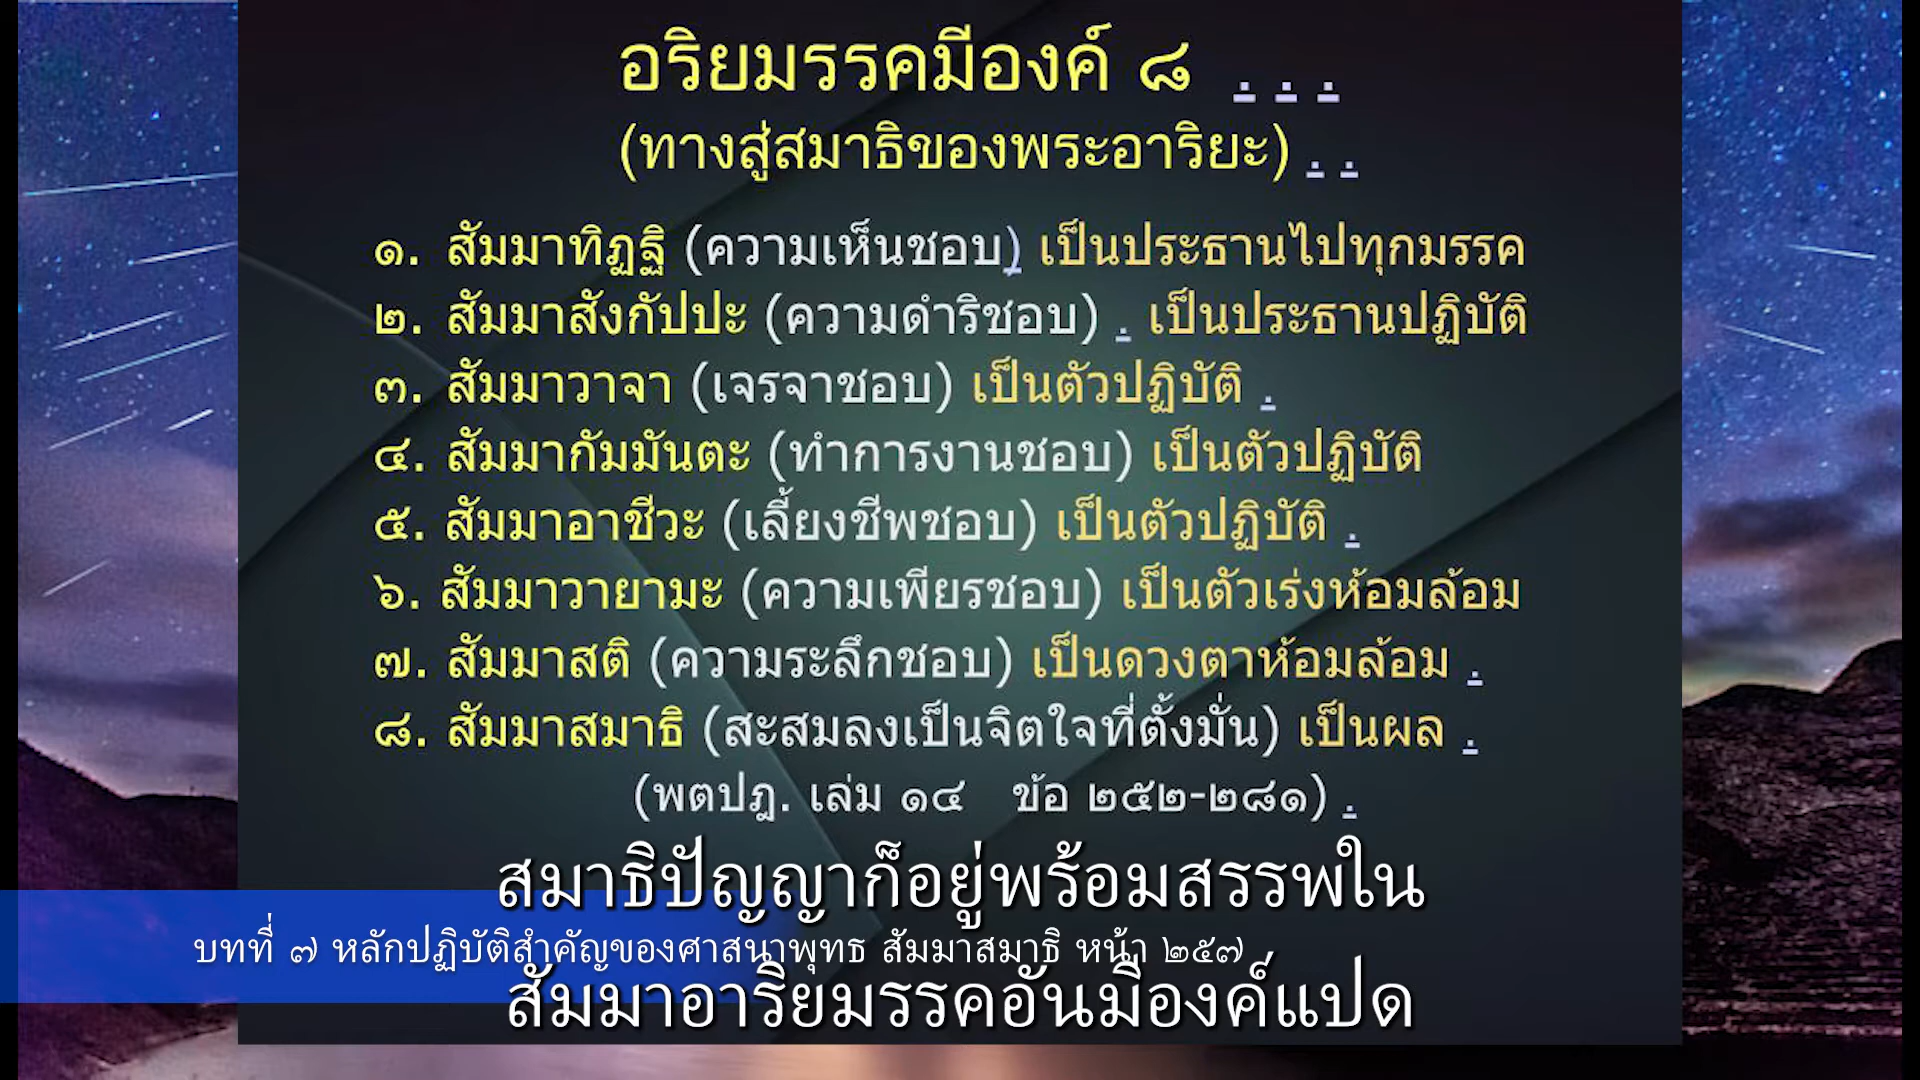 อริยมรรคมีองค์ ๘ . . .
(ทางสู่สมาธิของพระอาริยะ) . .
๑. สัมมาทิฏฐิ (ความเห็นชอบ) เป็นประธานไปทุกมรรค
๒. สัมมาสังกัปปะ (ความดำริชอบ) . เป็นประธานปฏิบัติ
๓. สัมมาวาจา (เจรจาชอบ) เป็นตัวปฏิบัติ .
๔. สัมมากัมมันตะ (ทำการงานชอบ) เป็นตัวปฏิบัติ
๕. สัมมาอาชีวะ (เลี้ยงชีพชอบ) เป็นตัวปฏิบัติ .
๖. สัมมาวายามะ (ความเพียรชอบ) เป็นตัวเร่งห้อมล้อม
๗. สัมมาสติ (ความระลึกชอบ) เป็นดวงตาห้อมล้อม .
๘. สัมมาสมาธิ (สะสมลงเป็นจิตใจที่ตั้งมั่น) เป็นผล .
(พตปฎ. เล่ม ๑๔ ข้อ ๒๕๒-๒๘๑) .
สมาธิปัญญาก็อยู่พร้อมสรรพใน
บทที่ ๗ หลักปฏิบัติสำคัญของศาสนาพุทธ สัมมาสมาธิ หน้า ๒๕๗
สัมมาอาริยมรรคอันมีองค์แปด